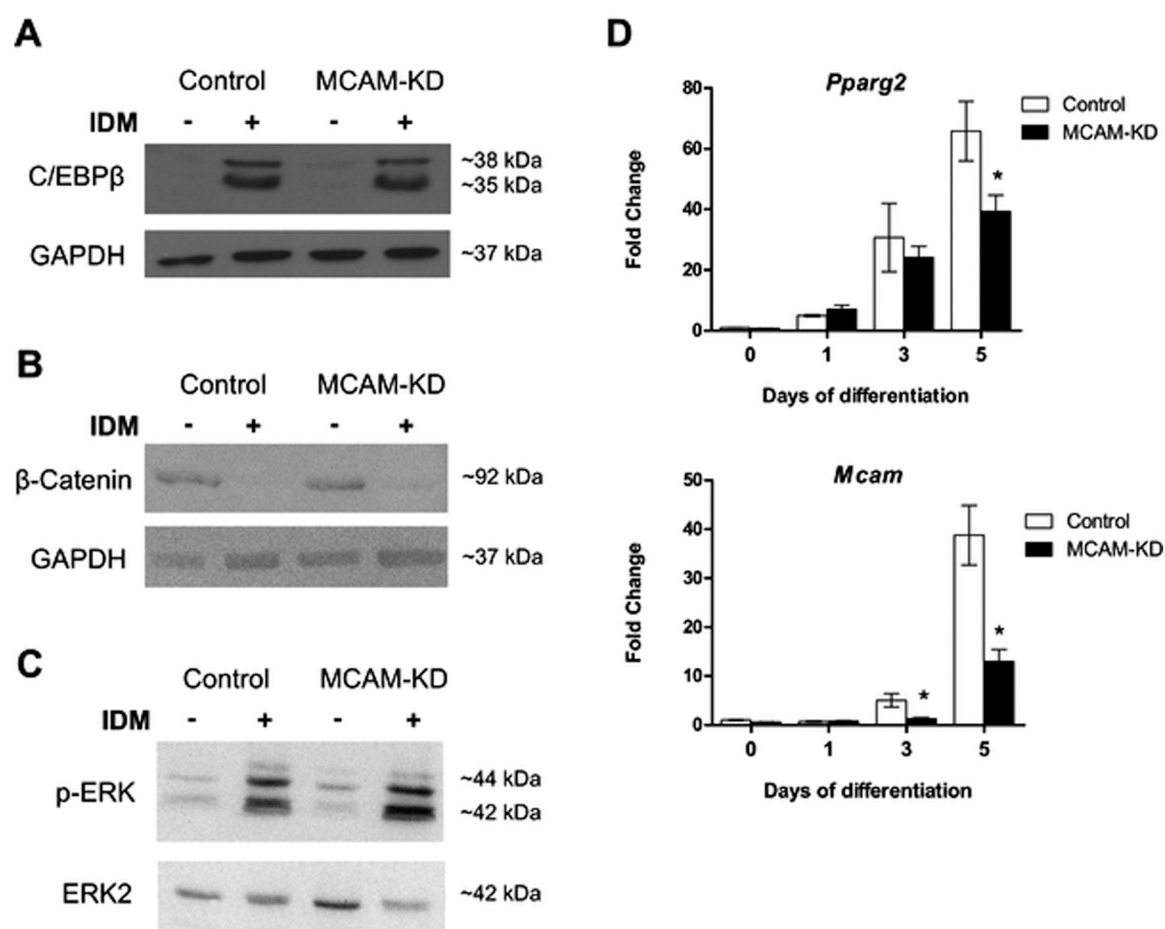 A
Control MCAM-KD
IDM - + - +
C/EBPβ
~38 kDa
~35 kDa
GAPDH
~37 kDa
B
Control MCAM-KD
IDM - + - +
β-Catenin
~92 kDa
GAPDH
~37 kDa
C
Control MCAM-KD
IDM - + - +
p-ERK
~44 kDa
~42 kDa
ERK2
~42 kDa
D
Pparg2
Control
MCAM-KD
Fold Change
80
60
40
20
0
*
0 1 3 5
Days of differentiation
Mcam
Control
MCAM-KD
Fold Change
50
40
30
20
10
0
* *
0 1 3 5
Days of differentiation